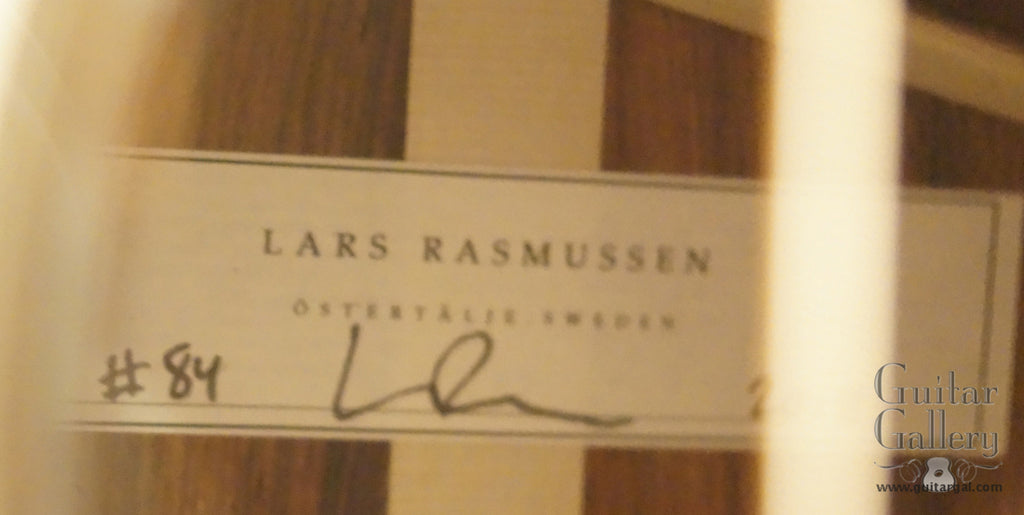 LARS RASMUSSEN
ÖSTERTÄLJE SWEDEN
#84
Guitar
Gallery
www.guitargal.com